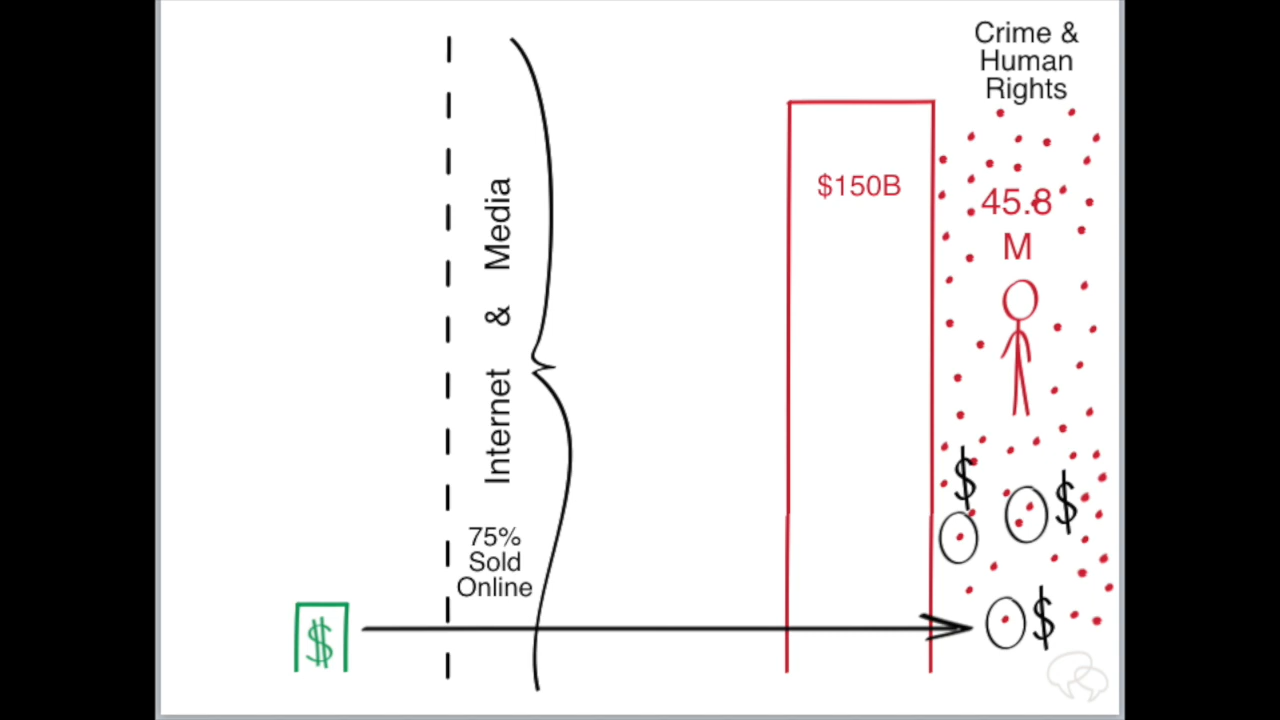 Crime &
Human
Rights
$150B
45.8
M
Internet & Media
$
$
75%
Sold
Online
$
$